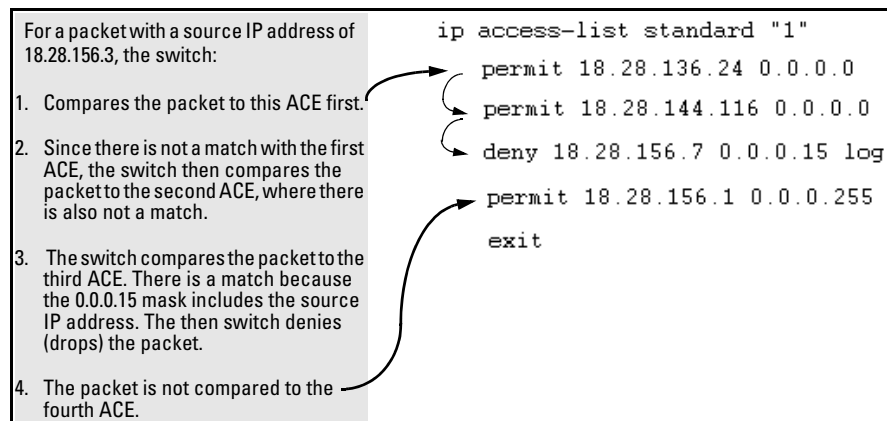 For a packet with a source IP address of
18.28.156.3, the switch:
1. Compares the packet to this ACE first.
2. Since there is not a match with the first
ACE, the switch then compares the
packet to the second ACE, where there
is also not a match.
3. The switch compares the packet to the
third ACE. There is a match because
the 0.0.0.15 mask includes the source
IP address. The then switch denies
(drops) the packet.
4. The packet is not compared to the
fourth ACE.
ip access-list standard "1"
permit 18.28.136.24 0.0.0.0
permit 18.28.144.116 0.0.0.0
deny 18.28.156.7 0.0.0.15 log
permit 18.28.156.1 0.0.0.255
exit